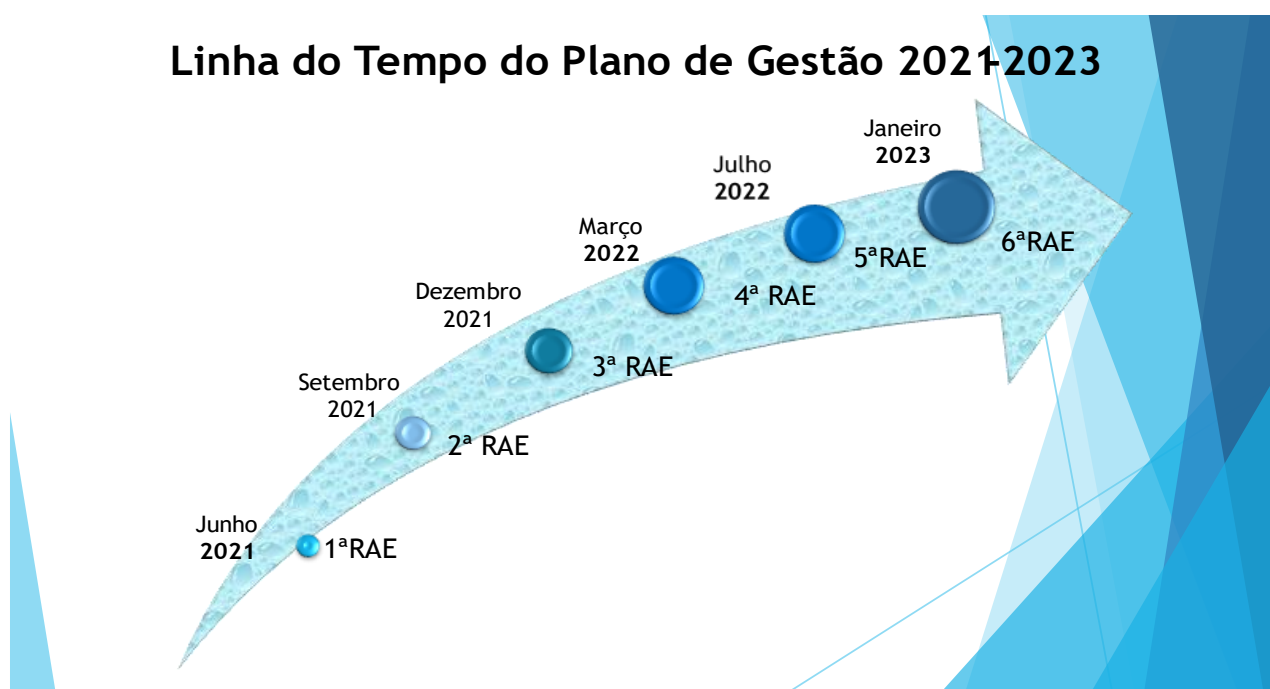 Linha do Tempo do Plano de Gestão 2021-2023
Janeiro
2023
Julho
2022
Março
2022
6ªRAE
5ªRAE
Dezembro
2021
4ª RAE
3ª RAE
Setembro
2021
2ª RAE
Junho
2021
1ªRAE